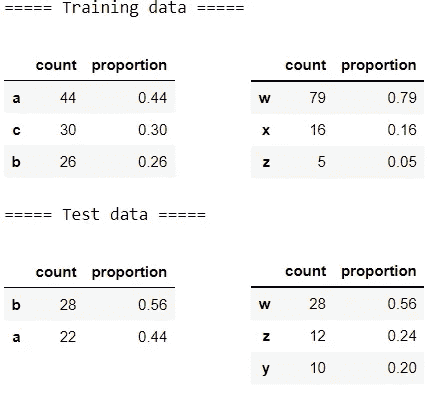 ===== Training data =====
count proportion count proportion
a 44 0.44 w 79 0.79
c 30 0.30 x 16 0.16
b 26 0.26 z 5 0.05
===== Test data =====
count proportion count proportion
b 28 0.56 w 28 0.56
a 22 0.44 z 12 0.24
y 10 0.20